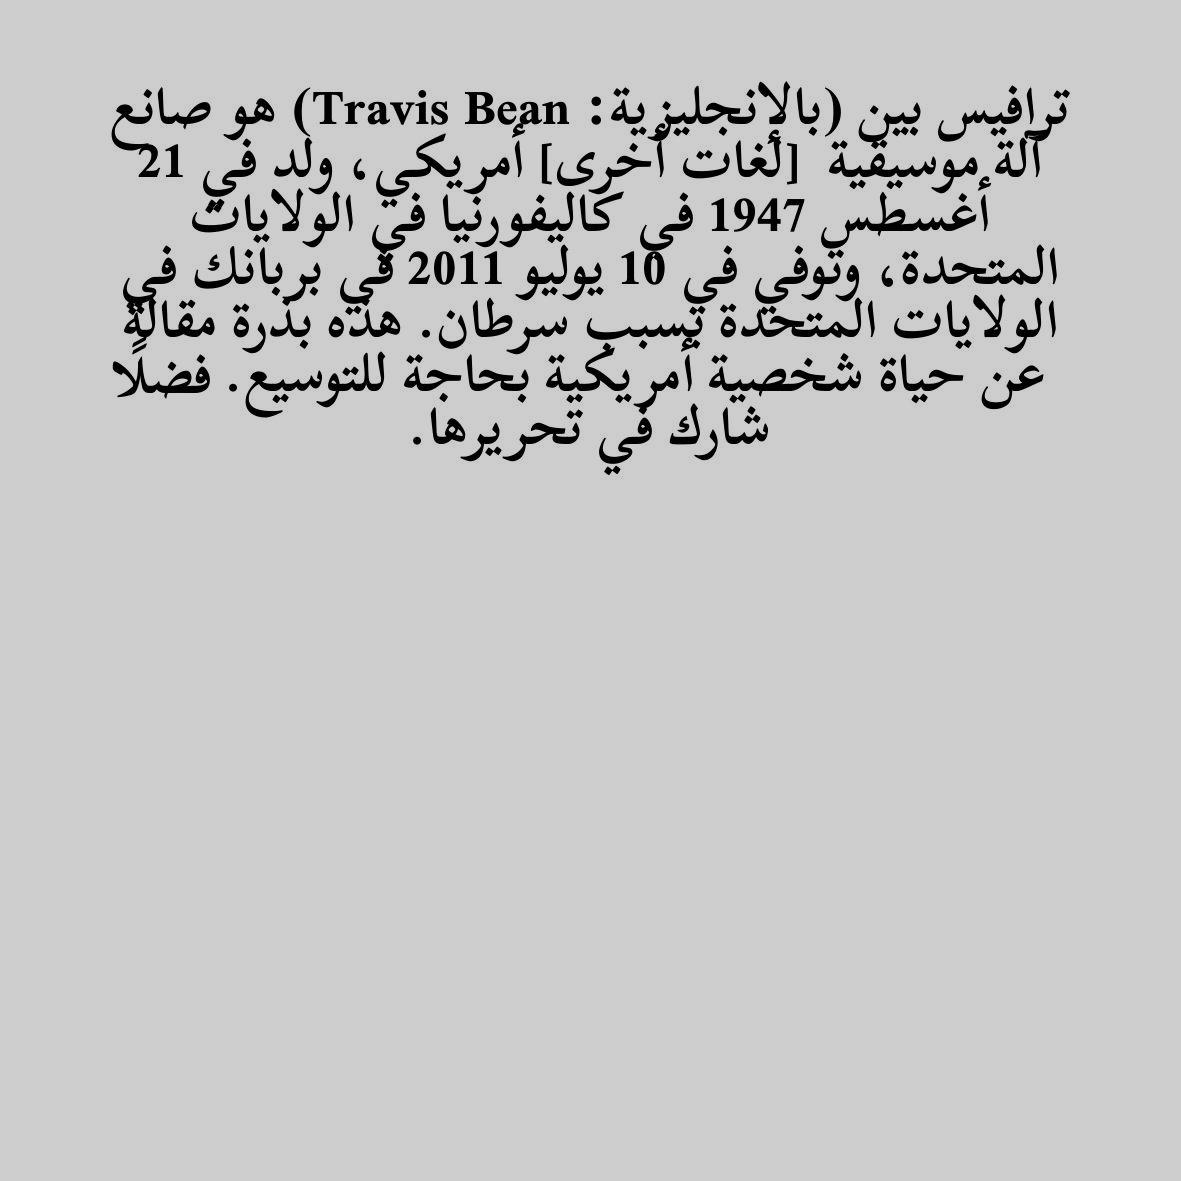 ترافيس بين (بالإنجليزية: Travis Bean) هو صانع
آلة موسيقية  [لغات أخرى] أمريكي، ولد في 21
أغسطس 1947 في كاليفورنيا في الولايات
المتحدة، وتوفي في 10 يوليو 2011 في بربانك في
الولايات المتحدة بسبب سرطان. هذه بذرة مقالة
عن حياة شخصية أمريكية بحاجة للتوسيع. فضلًا
شارك في تحريرها.